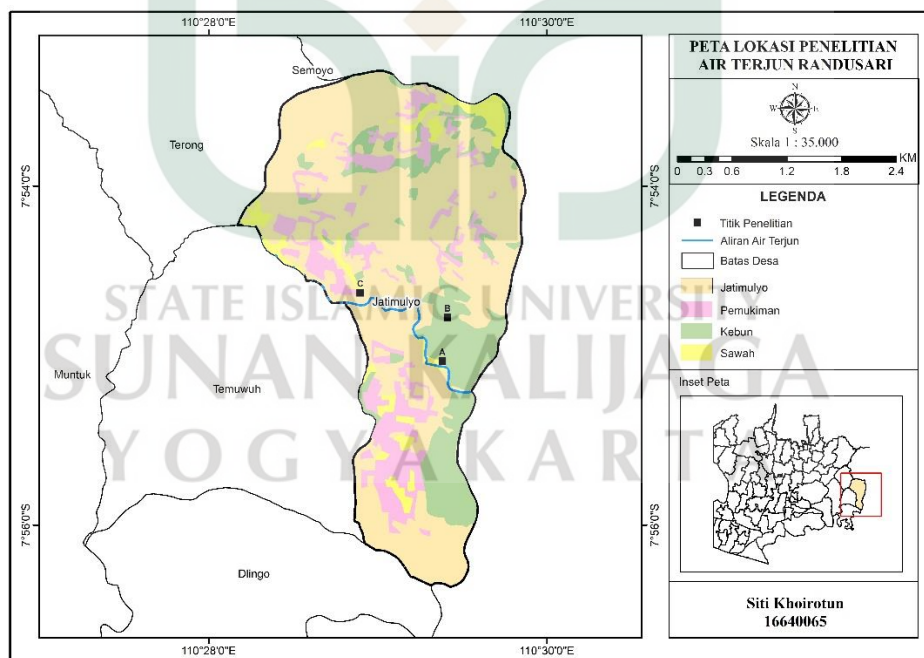 110°28'0"E
110°30'0"E
Semoyo
Terong
7°54'0"S
7°54'0"S
C
Jatimulyo
B
A
Muntuk
Temuwuh
7°56'0"S
7°56'0"S
Dlingo
110°28'0"E
110°30'0"E
PETA LOKASI PENELITIAN
AIR TERJUN RANDUSARI
N
W
E
S
Skala 1 : 35.000
KM
0 0.3 0.6 1.2 1.8 2.4
LEGENDA
Titik Penelitian
Aliran Air Terjun
Batas Desa
Jatimulyo
Pemukiman
Kebun
Sawah
Inset Peta
Siti Khoirotun
16640065
STATE ISLAMIC UNIVERSITY
SUNAN KALIJAGA
YOGYAKARTA